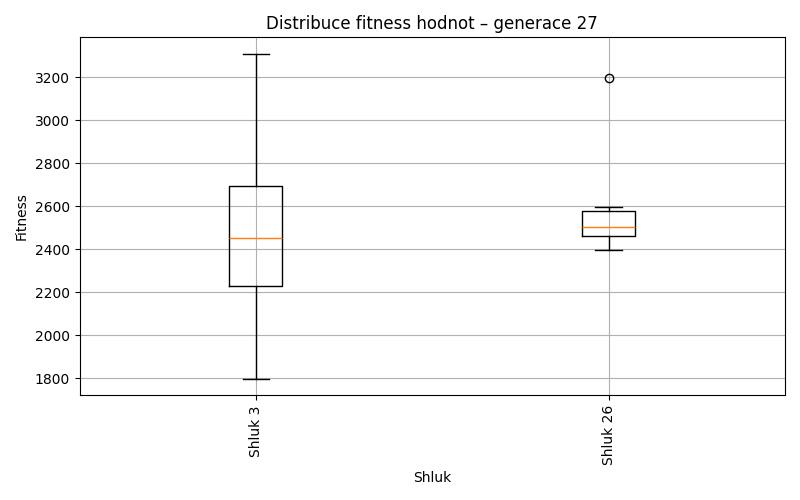 Distribuce fitness hodnot – generace 27
Fitness
3200
3000
2800
2600
2400
2200
2000
1800
Shluk 3
Shluk 26
Shluk